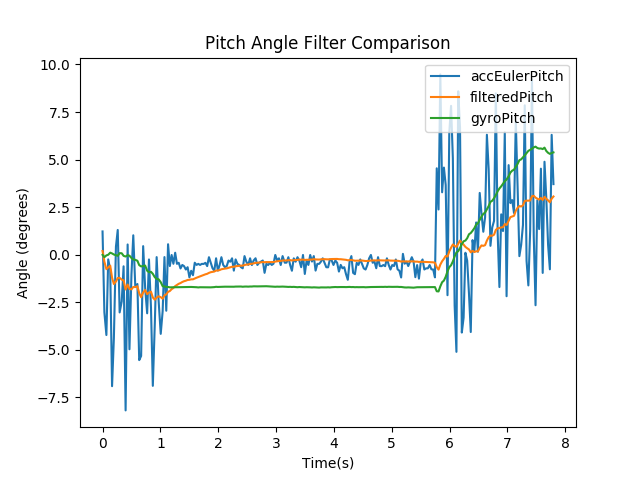 Pitch Angle Filter Comparison
accEulerPitch
filteredPitch
gyroPitch
Angle (degrees)
10.0
7.5
5.0
2.5
0.0
−2.5
−5.0
−7.5
0 1 2 3 4 5 6 7 8
Time(s)